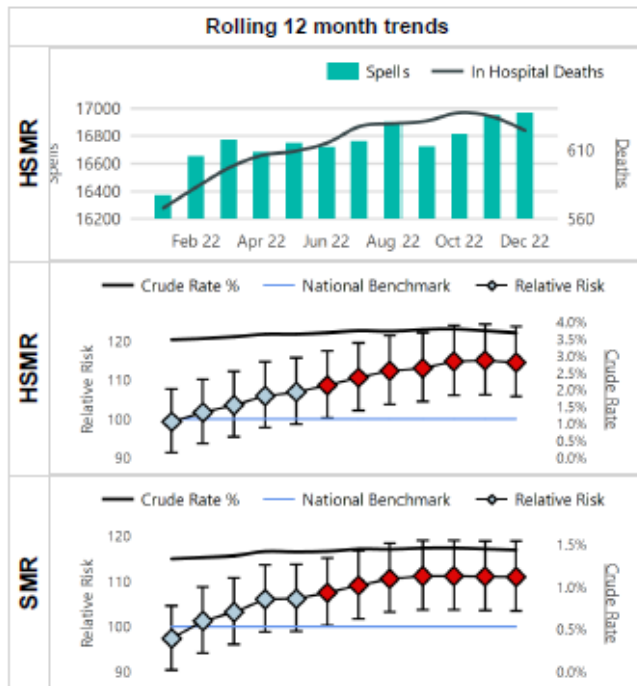 Rolling 12 month trends
HSMR
Spells In Hospital Deaths
Spells
17000
16800
16600
16400
16200
610
560
Deaths
Feb 22 Apr 22 Jun 22 Aug 22 Oct 22 Dec 22
HSMR
Crude Rate % National Benchmark Relative Risk
Relative Risk
120
110
100
90
4.0%
3.5%
3.0%
2.5%
2.0%
1.5%
1.0%
0.5%
0.0%
Crude Rate
SMR
Crude Rate % National Benchmark Relative Risk
Relative Risk
120
110
100
90
1.5%
1.0%
0.5%
0.0%
Crude Rate